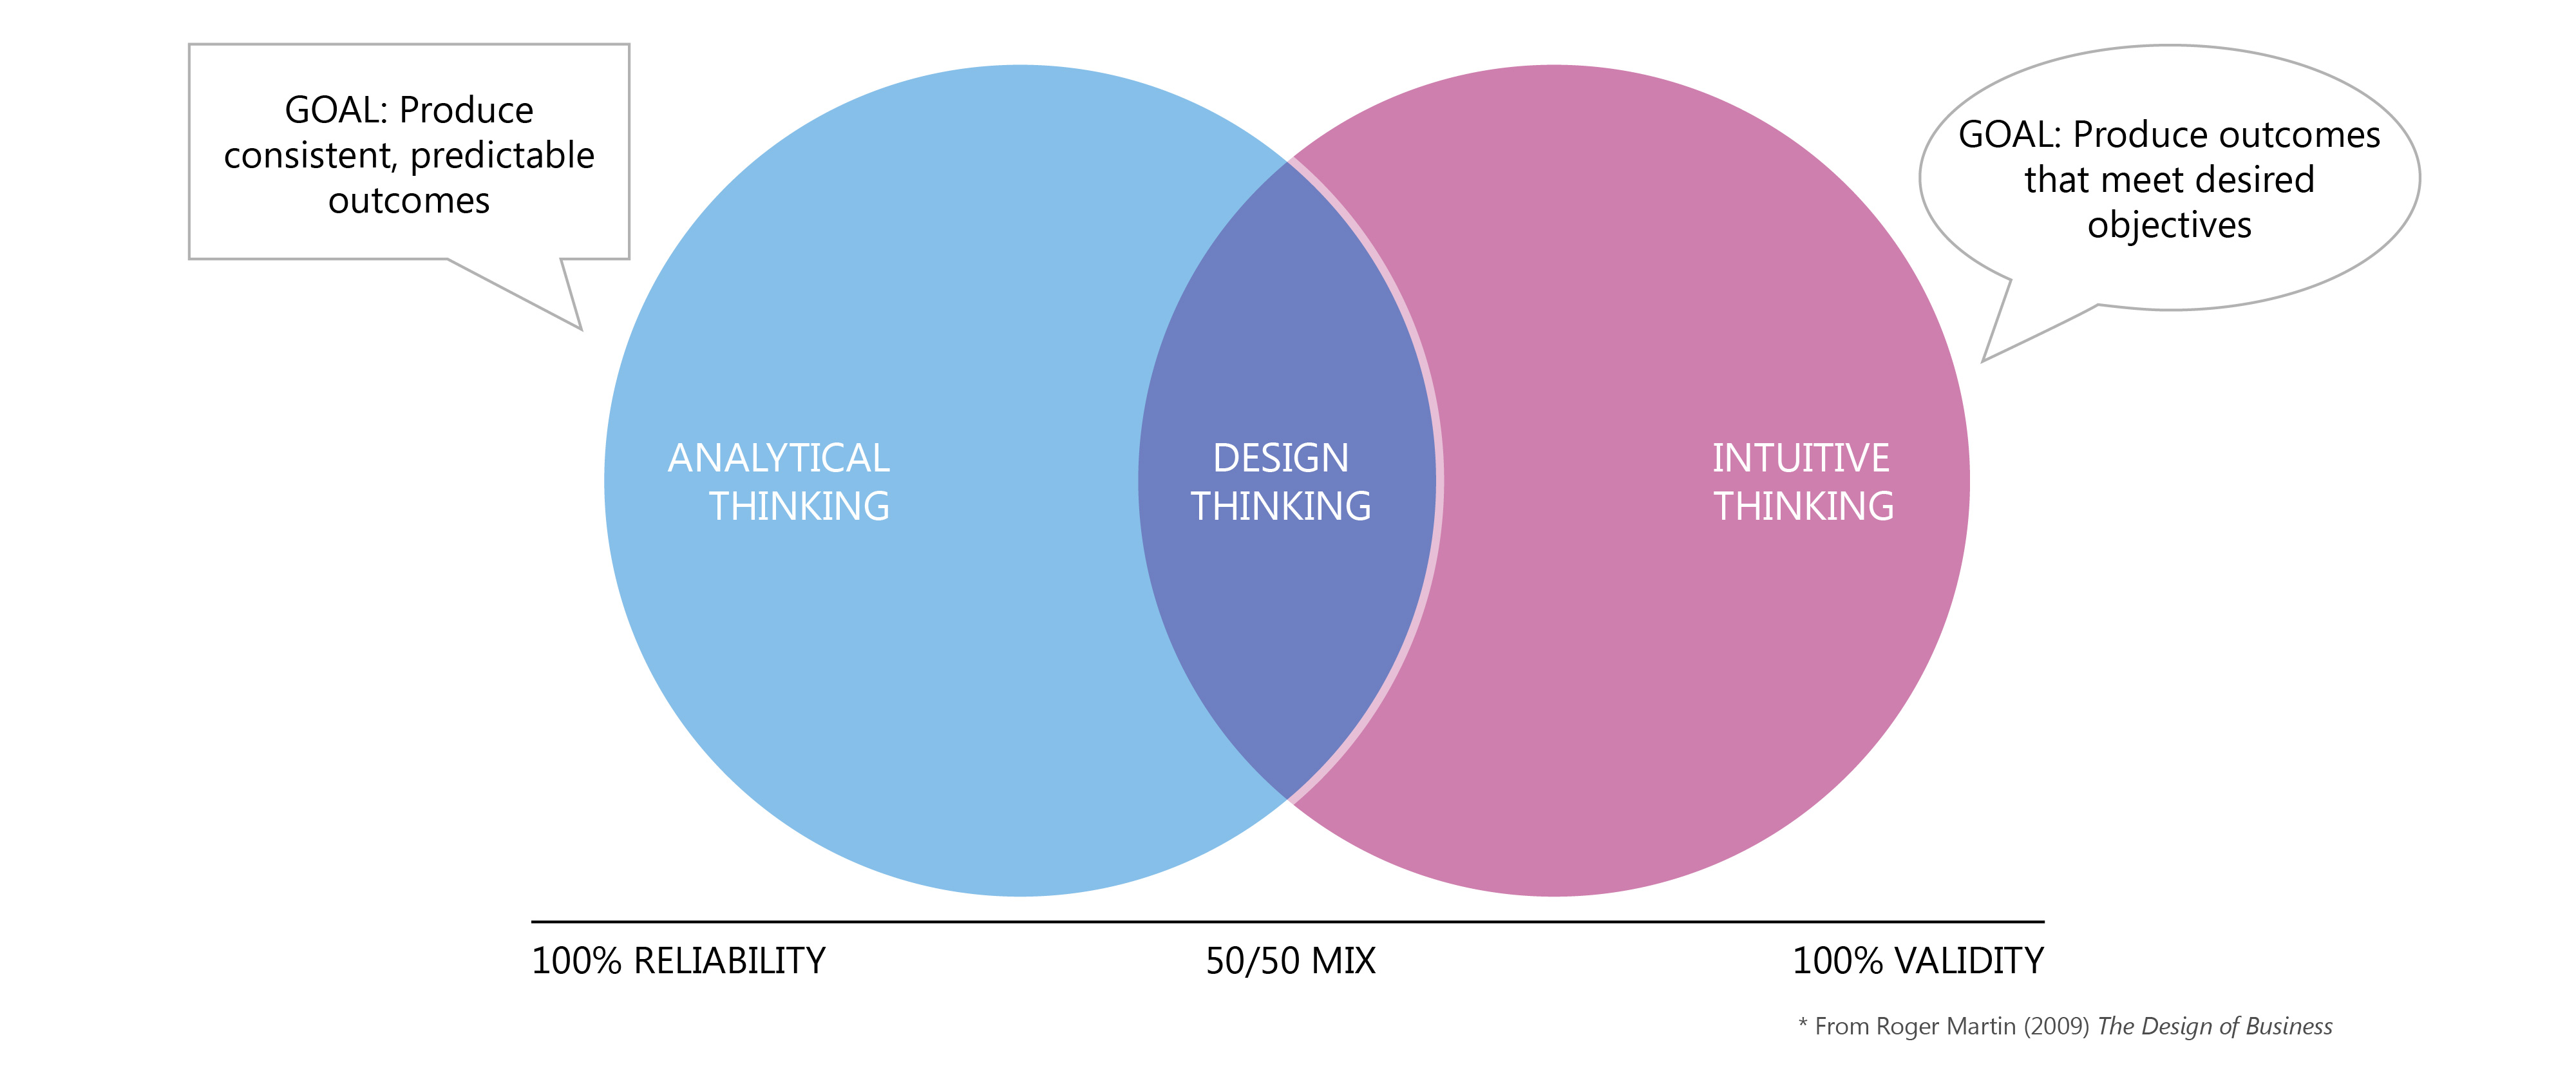 GOAL: Produce
consistent, predictable
outcomes
GOAL: Produce outcomes
that meet desired
objectives
ANALYTICAL
THINKING
DESIGN
THINKING
INTUITIVE
THINKING
100% RELIABILITY
50/50 MIX
100% VALIDITY
* From Roger Martin (2009) The Design of Business